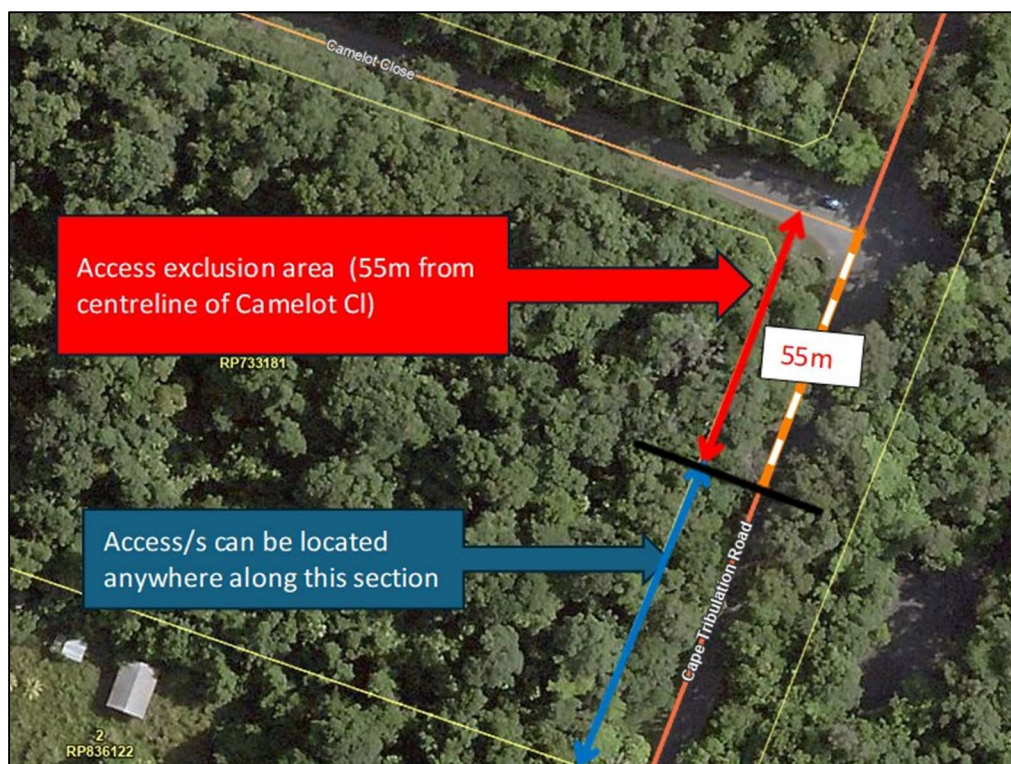 Camelot Close
Access exclusion area (55m from
centreline of Camelot Cl)
RP733181
55m
Access/s can be located
anywhere along this section
Cape Tribulation Road
2
RP836122